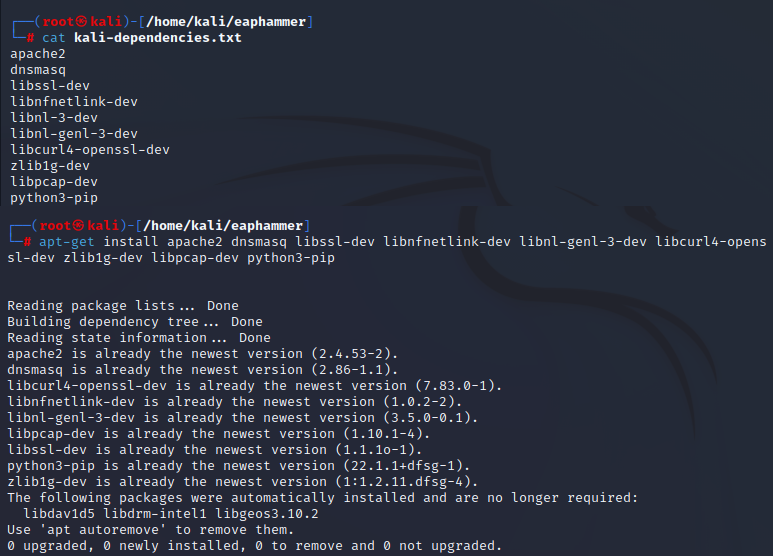 ┌──(root㉿kali)-[/home/kali/eaphammer]
└─# cat kali-dependencies.txt
apache2
dnsmasq
libssl-dev
libnfnetlink-dev
libnl-3-dev
libnl-genl-3-dev
libcurl4-openssl-dev
zlib1g-dev
libpcap-dev
python3-pip
┌──(root㉿kali)-[/home/kali/eaphammer]
└─# apt-get install apache2 dnsmasq libssl-dev libnfnetlink-dev libnl-genl-3-dev libcurl4-opens
sl-dev zlib1g-dev libpcap-dev python3-pip
Reading package lists... Done
Building dependency tree... Done
Reading state information... Done
apache2 is already the newest version (2.4.53-2).
dnsmasq is already the newest version (2.86-1.1).
libcurl4-openssl-dev is already the newest version (7.83.0-1).
libnfnetlink-dev is already the newest version (1.0.2-2).
libnl-genl-3-dev is already the newest version (3.5.0-0.1).
libpcap-dev is already the newest version (1.10.1-4).
libssl-dev is already the newest version (1.1.1o-1).
python3-pip is already the newest version (22.1.1+dfsg-1).
zlib1g-dev is already the newest version (1:1.2.11.dfsg-4).
The following packages were automatically installed and are no longer required:
  libdav1d5 libdrm-intel1 libgeos3.10.2
Use 'apt autoremove' to remove them.
0 upgraded, 0 newly installed, 0 to remove and 0 not upgraded.